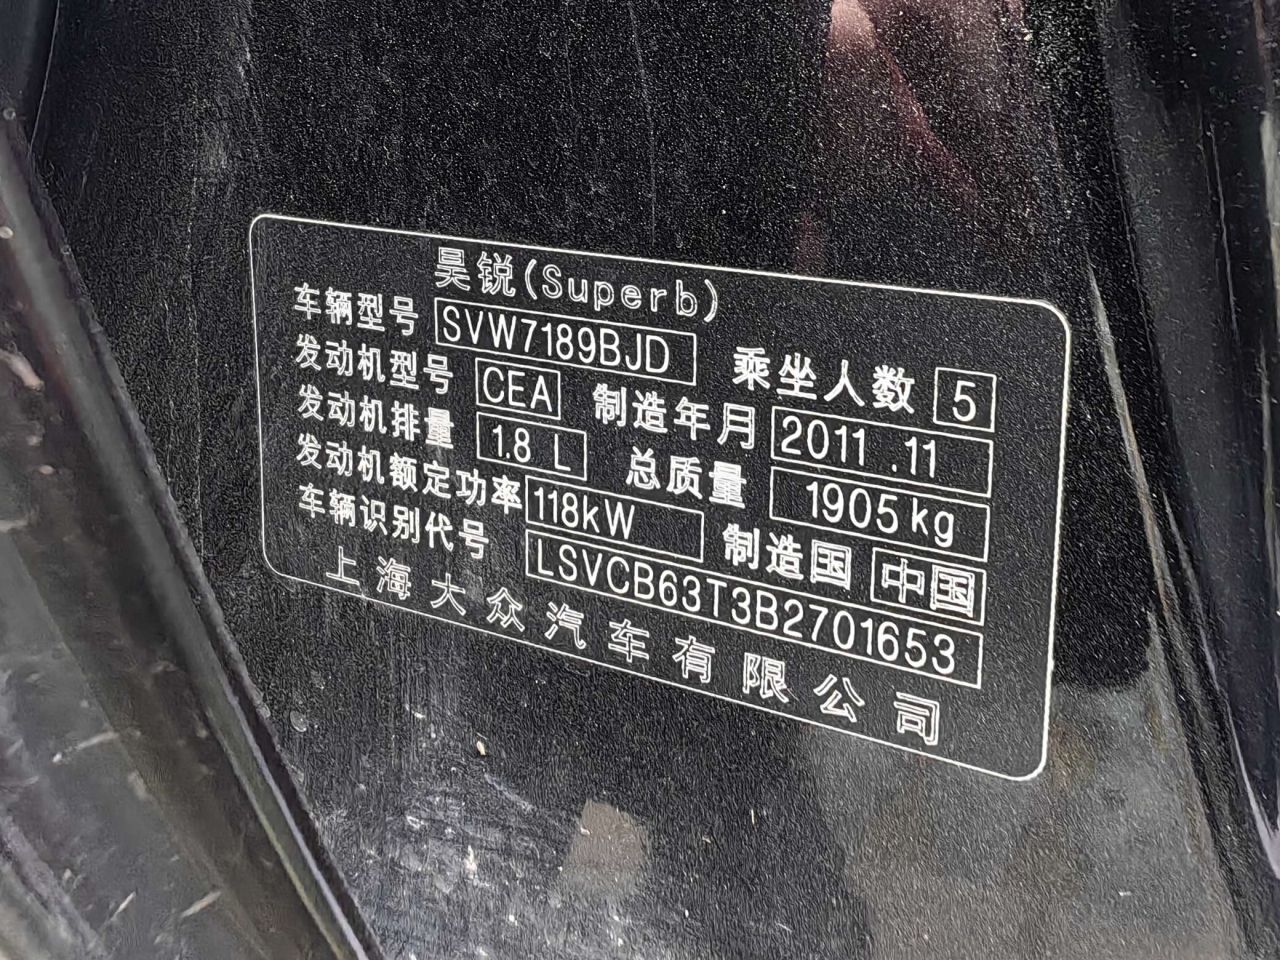 昊锐(Superb)
车辆型号 SVW7189BJD 乘坐人数 5
发动机型号 CEA 制造年月 2011.11
发动机排量 1.8 L 总质量 1905kg
发动机额定功率 118kW 制造国 中国
车辆识别代号 LSVCB63T3B2701653
上海大众汽车有限公司